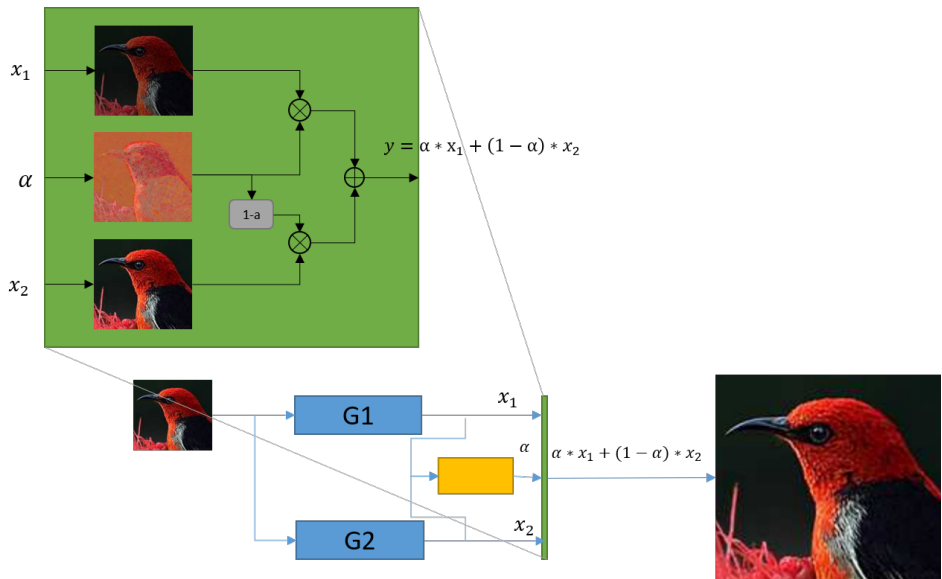 x₁
α
x₂
1-a
y = α * x₁ + (1 − α) * x₂
G1
x₁
α
α * x₁ + (1 − α) * x₂
G2
x₂